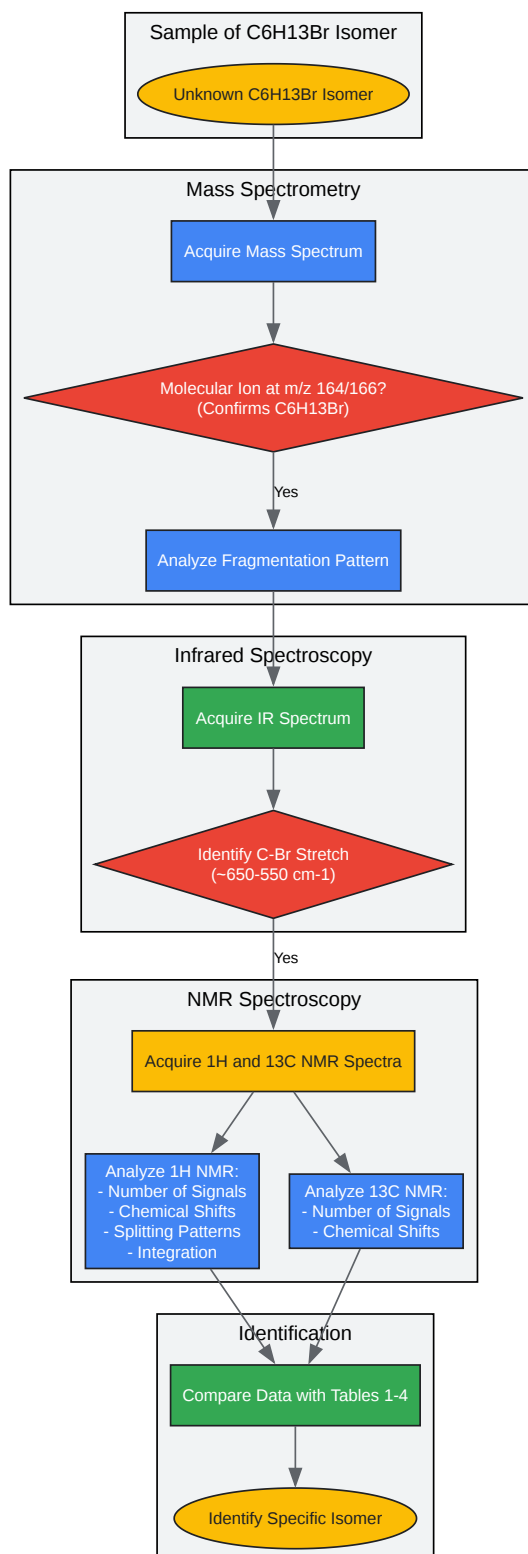 Sample of C6H13Br Isomer
Unknown C6H13Br Isomer
Mass Spectrometry
Acquire Mass Spectrum
Molecular Ion at m/z 164/166?
(Confirms C6H13Br)
Yes
Analyze Fragmentation Pattern
Infrared Spectroscopy
Acquire IR Spectrum
Identify C-Br Stretch
(~650-550 cm-1)
Yes
NMR Spectroscopy
Acquire 1H and 13C NMR Spectra
Analyze 1H NMR:
- Number of Signals
- Chemical Shifts
- Splitting Patterns
- Integration
Analyze 13C NMR:
- Number of Signals
- Chemical Shifts
Identification
Compare Data with Tables 1-4
Identify Specific Isomer